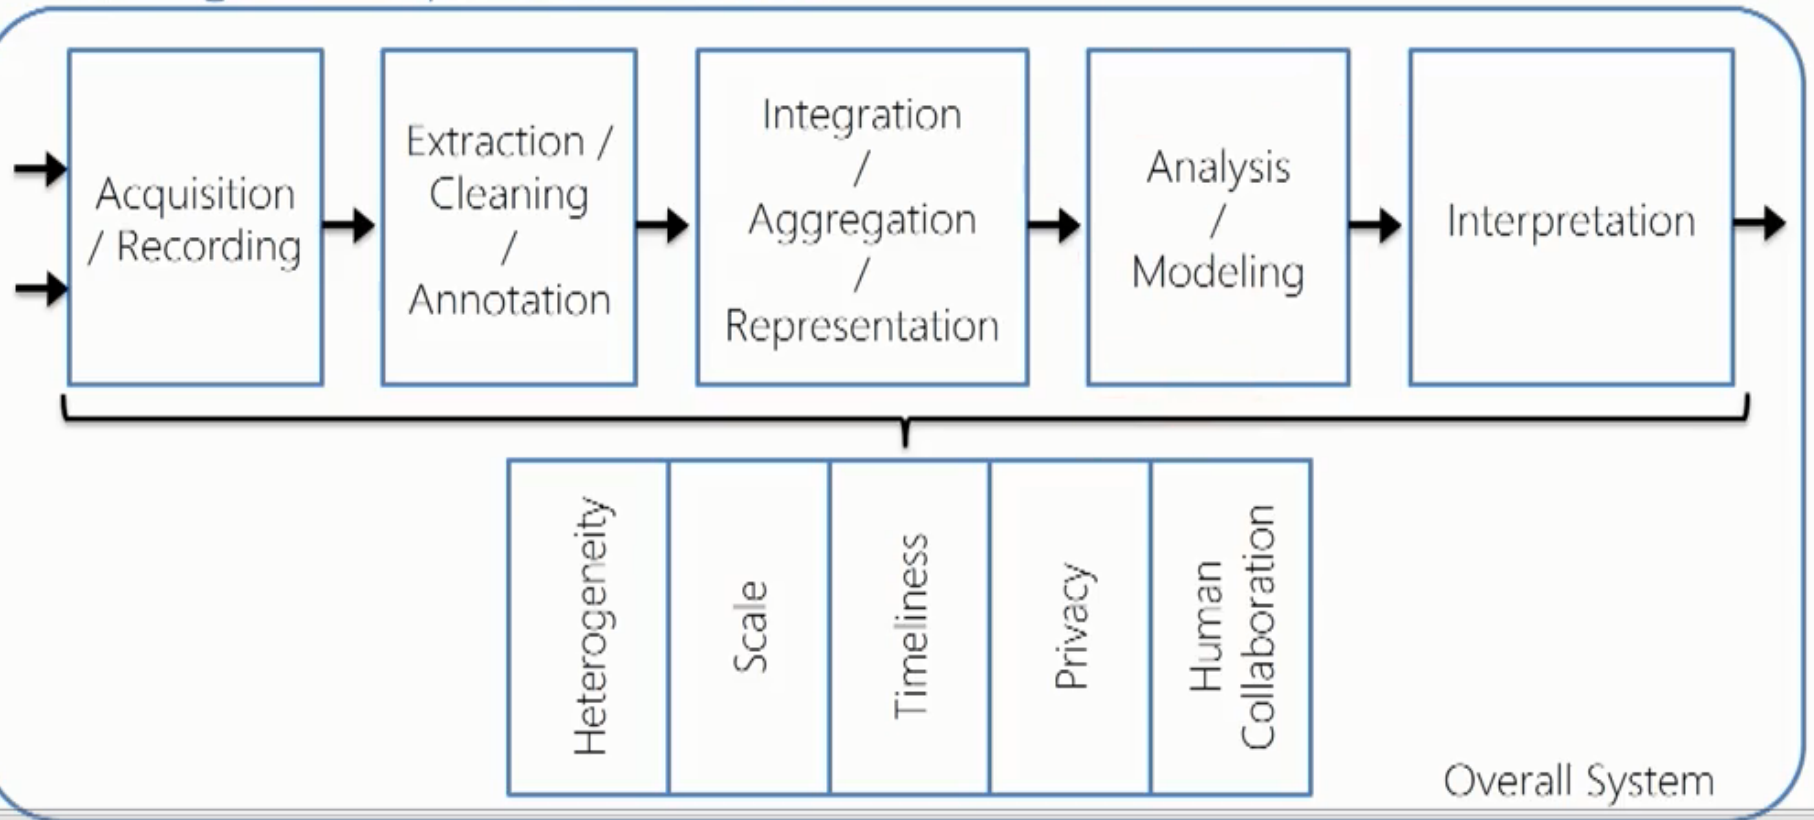 Acquisition
/ Recording
Extraction /
Cleaning
/
Annotation
Integration
/
Aggregation
/
Representation
Analysis
/
Modeling
Interpretation
Heterogeneity
Scale
Timeliness
Privacy
Human
Collaboration
Overall System